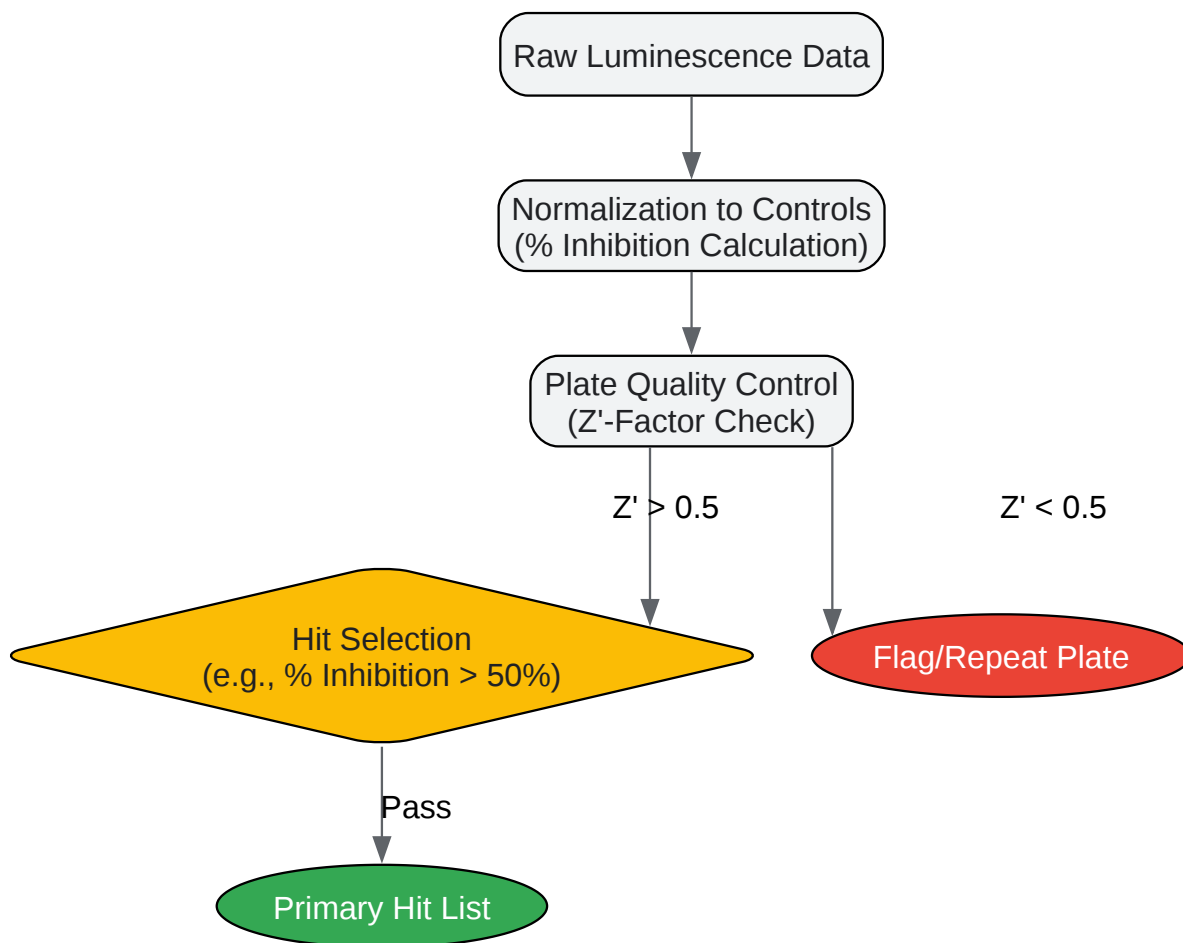 Raw Luminescence Data
Normalization to Controls
(% Inhibition Calculation)
Plate Quality Control
(Z'-Factor Check)
Z' > 0.5
Z' < 0.5
Hit Selection
(e.g., % Inhibition > 50%)
Flag/Repeat Plate
Pass
Primary Hit List